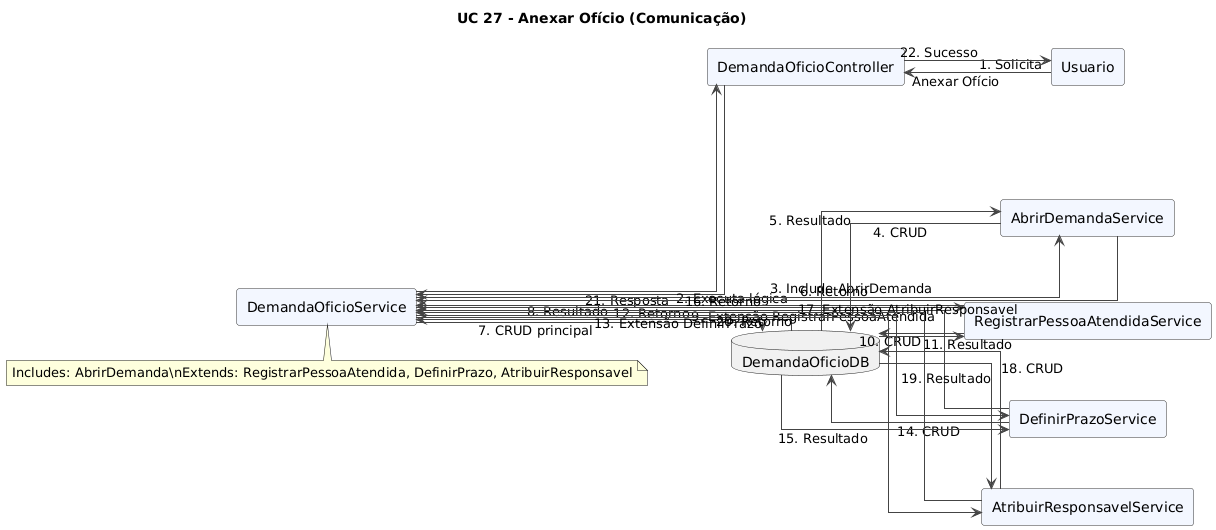 UC 27 - Anexar Ofício (Comunicação)
22. Sucesso
1. Solicita
Anexar Ofício
DemandaOficioController
Usuario
5. Resultado
4. CRUD
AbrirDemandaService
3. Include AbrirDemanda
6. Retorno
21. Resposta
2. Executa lógica
16. Retorno
8. Resultado
12. Retorno
9. Extensão RegistrarPessoaAtendida
17. Extensão AtribuirResponsavel
7. CRUD principal
13. Extensão DefinirPrazo
20. Retorno
DemandaOficioService
RegistrarPessoaAtendidaService
10. CRUD
11. Resultado
DemandaOficioDB
Includes: AbrirDemanda\nExtends: RegistrarPessoaAtendida, DefinirPrazo, AtribuirResponsavel
18. CRUD
19. Resultado
DefinirPrazoService
14. CRUD
15. Resultado
AtribuirResponsavelService